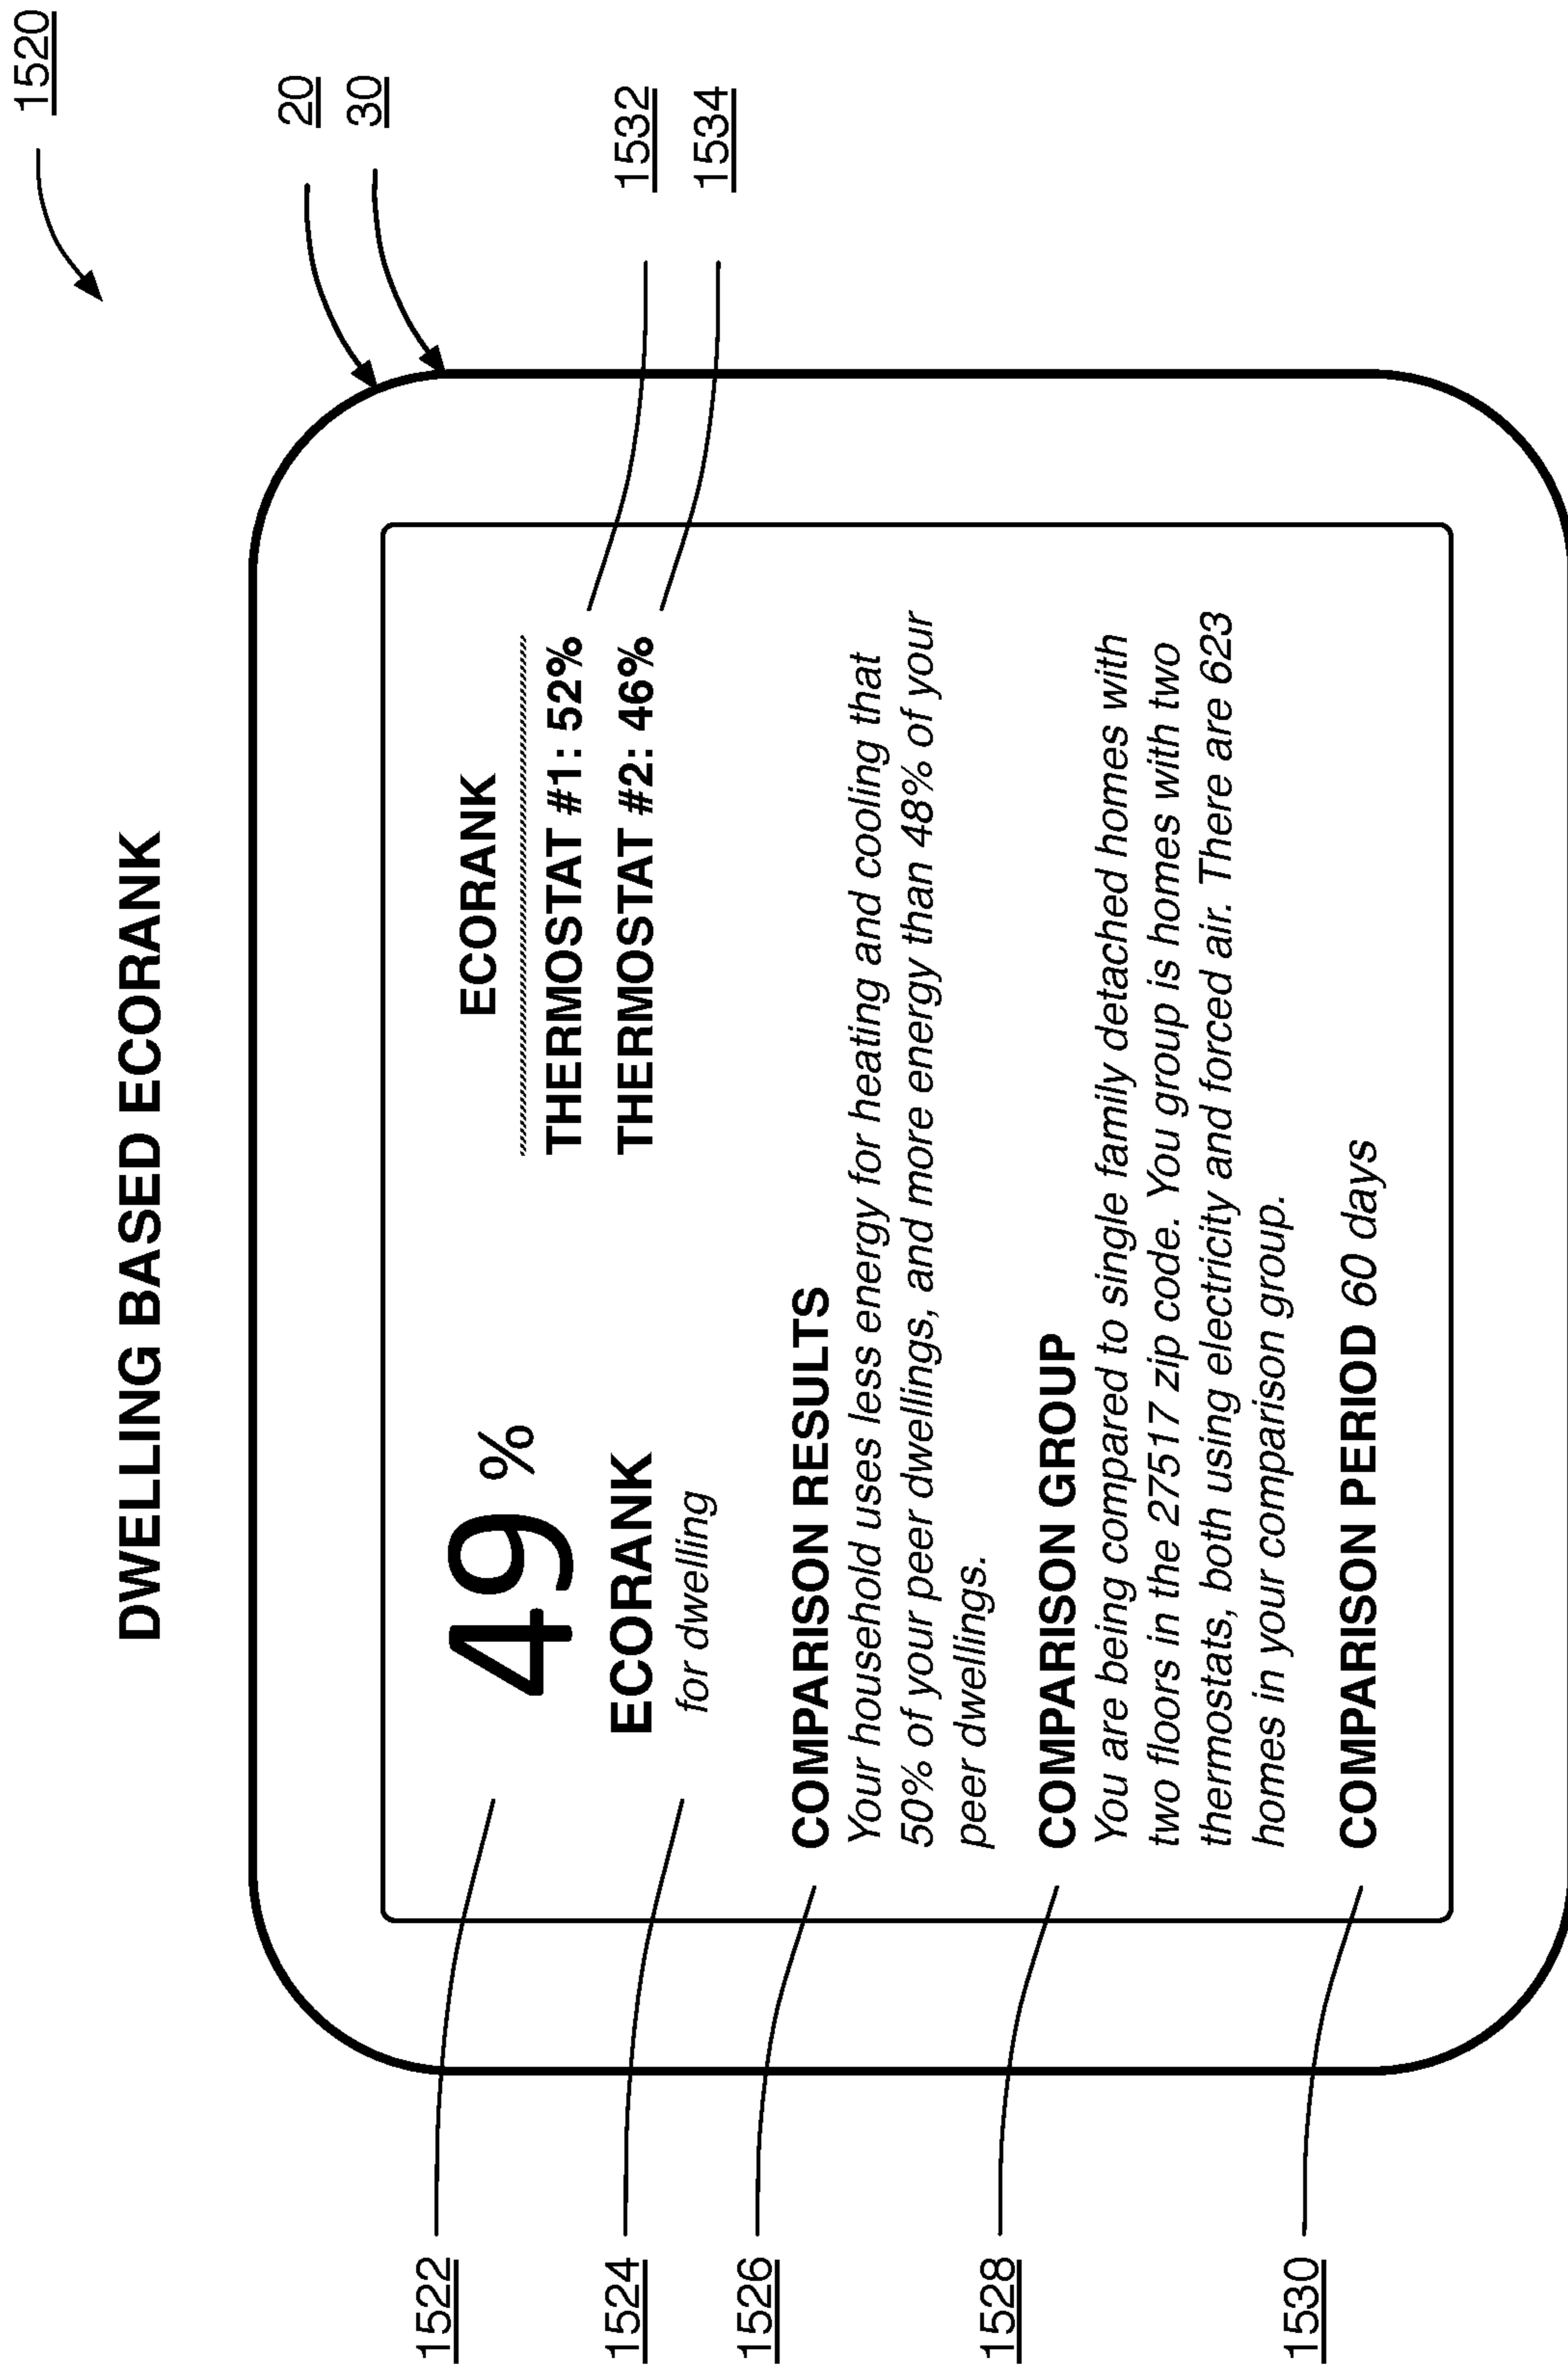 1520
DWELLING BASED ECORANK
20
30
1522
49 %
ECORANK
1524
ECORANK
for dwelling
THERMOSTAT #1: 52%
1532
THERMOSTAT #2: 46%
1534
1526
COMPARISON RESULTS
Your household uses less energy for heating and cooling that
50% of your peer dwellings, and more energy than 48% of your
peer dwellings.
1528
COMPARISON GROUP
You are being compared to single family detached homes with
two floors in the 27517 zip code. You group is homes with two
thermostats, both using electricity and forced air. There are 623
homes in your comparison group.
1530
COMPARISON PERIOD 60 days